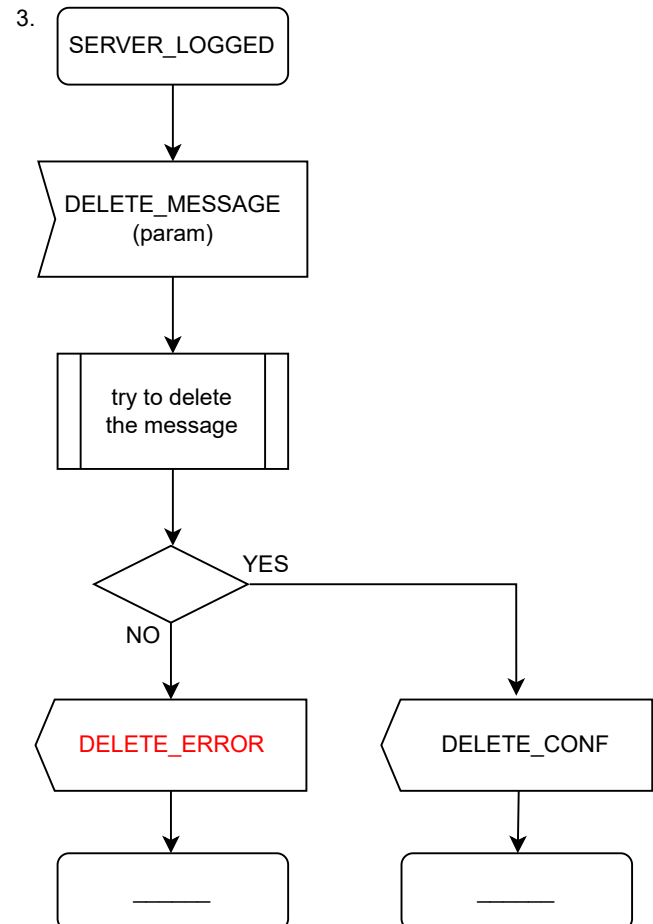 3.
SERVER_LOGGED
DELETE_MESSAGE
(param)
try to delete
the message
YES
NO
DELETE_ERROR
DELETE_CONF
______
______